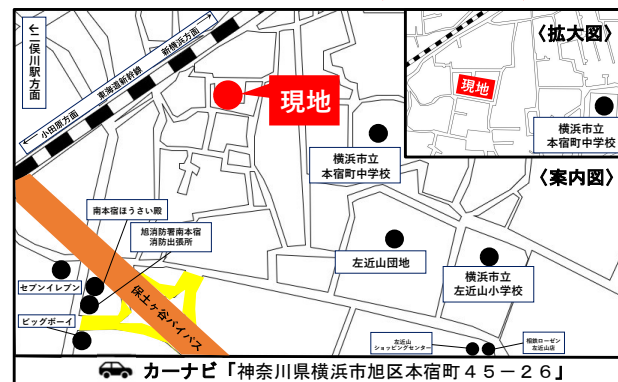 ←二俣川駅方面
新横浜方面
東海道新幹線
←小田原方面
現地
〈拡大図〉
現地
横浜市立
本宿町中学校
横浜市立
本宿町中学校
〈案内図〉
南本宿ほうさい殿
旭消防署南本宿
消防出張所
左近山団地
横浜市立
左近山小学校
セブンイレブン
保土ヶ谷バイパス
ビッグボーイ
左近山
ショッピングセンター
相鉄ローゼン
左近山店
カーナビ「神奈川県横浜市旭区本宿町４５－２６」